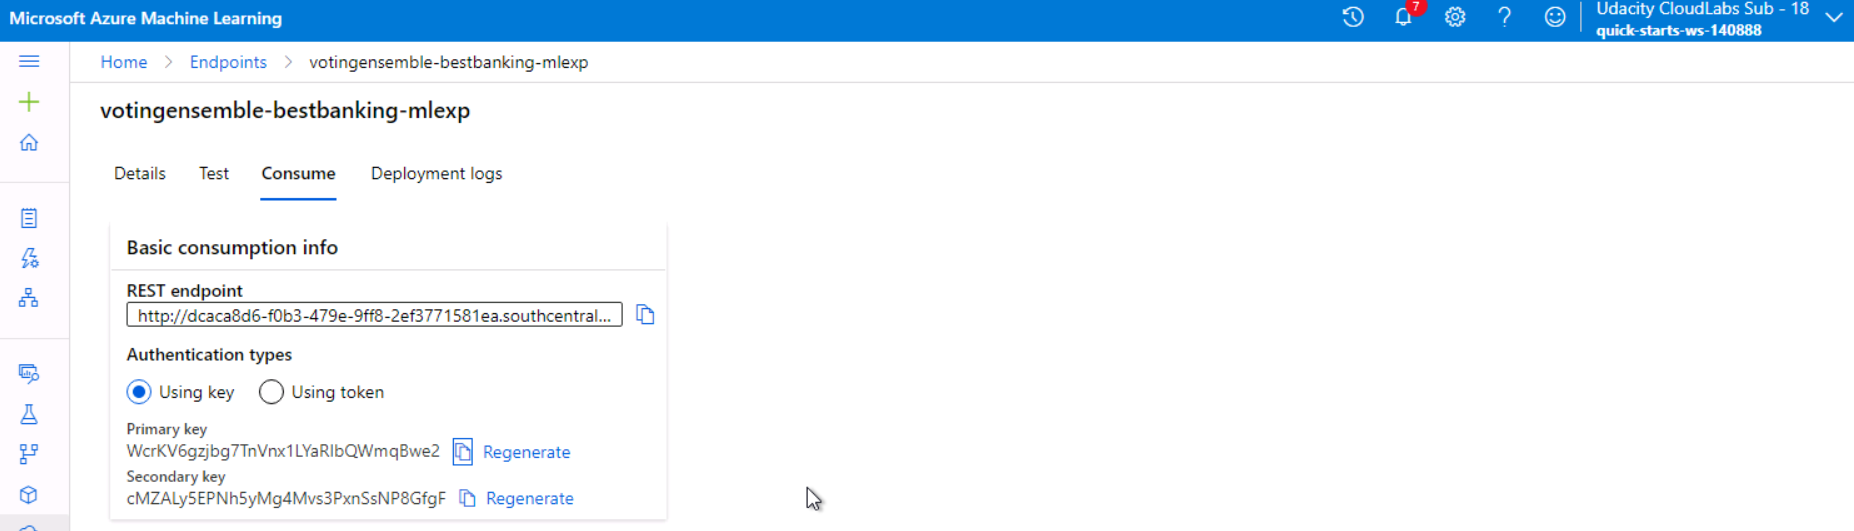 Microsoft Azure Machine Learning
7
Udacity CloudLabs Sub - 18
quick-starts-ws-140888
Home > Endpoints > votingensemble-bestbanking-mlexp
votingensemble-bestbanking-mlexp
Details Test Consume Deployment logs
Basic consumption info
REST endpoint
http://dcaca8d6-f0b3-479e-9ff8-2ef3771581ea.southcentral...
Authentication types
Using key Using token
Primary key
WcrKV6gzjbg7TnVnx1LYaRIbQWmqBwe2 Regenerate
Secondary key
cMZALy5EPNh5yMg4Mvs3PxnSsNP8GfgF Regenerate